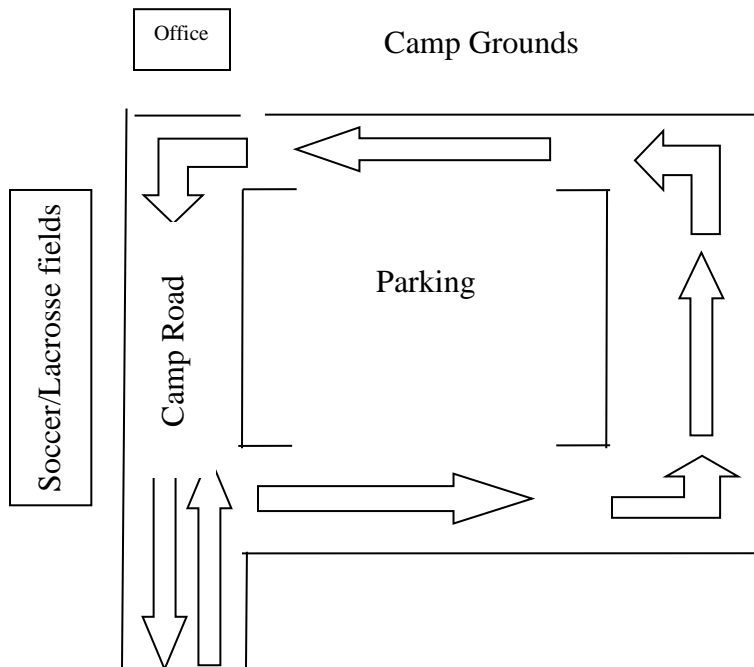 Office
Camp Grounds
Soccer/Lacrosse fields
Camp Road
Parking